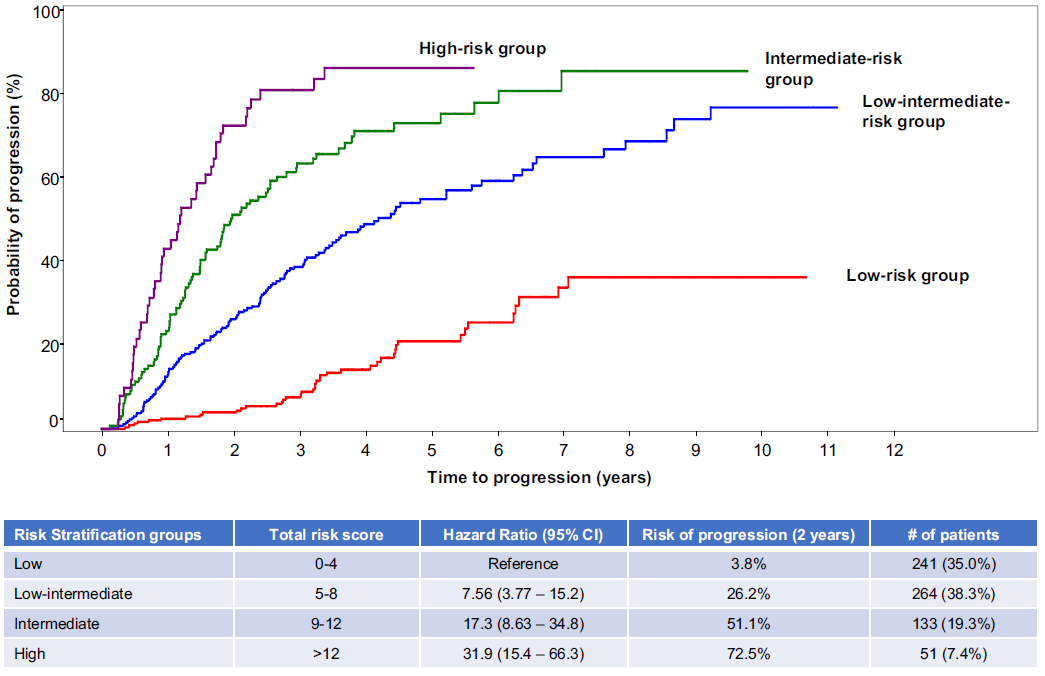 100
80
60
40
20
0
Probability of progression (%)
High-risk group
Intermediate-risk
group
Low-intermediate-
risk group
Low-risk group
0 1 2 3 4 5 6 7 8 9 10 11 12
Time to progression (years)
Risk Stratification groups Total risk score Hazard Ratio (95% CI) Risk of progression (2 years) # of patients
Low 0-4 Reference 3.8% 241 (35.0%)
Low-intermediate 5-8 7.56 (3.77 – 15.2) 26.2% 264 (38.3%)
Intermediate 9-12 17.3 (8.63 – 34.8) 51.1% 133 (19.3%)
High >12 31.9 (15.4 – 66.3) 72.5% 51 (7.4%)